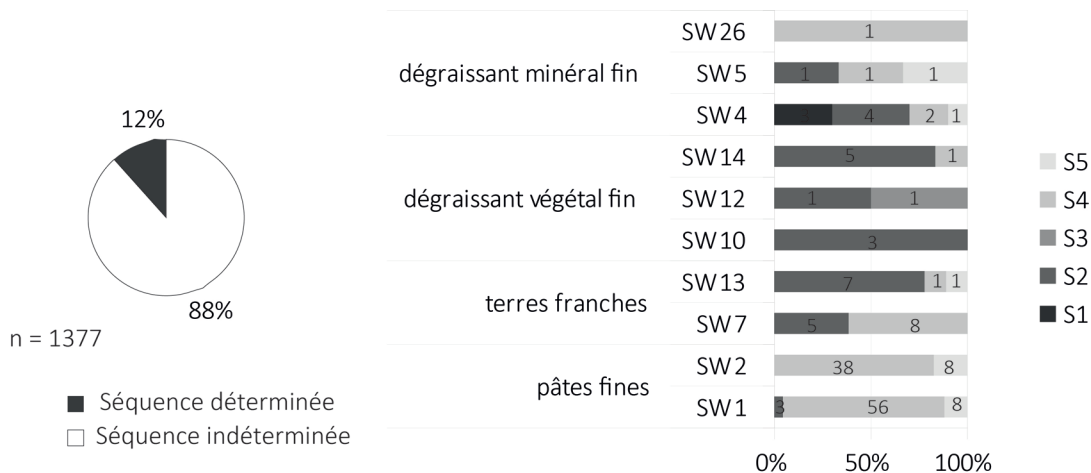 12%
88%
n = 1377
Séquence déterminée
Séquence indéterminée
dégraissant minéral fin
SW26 1
SW5 1 1 1
SW4 3 4 2 1
dégraissant végétal fin
SW14 5 1
SW12 1 1
SW10 3
terres franches
SW13 7 1 1
SW7 5 8
pâtes fines
SW2 38 8
SW1 3 56 8
0% 50% 100%
S5
S4
S3
S2
S1